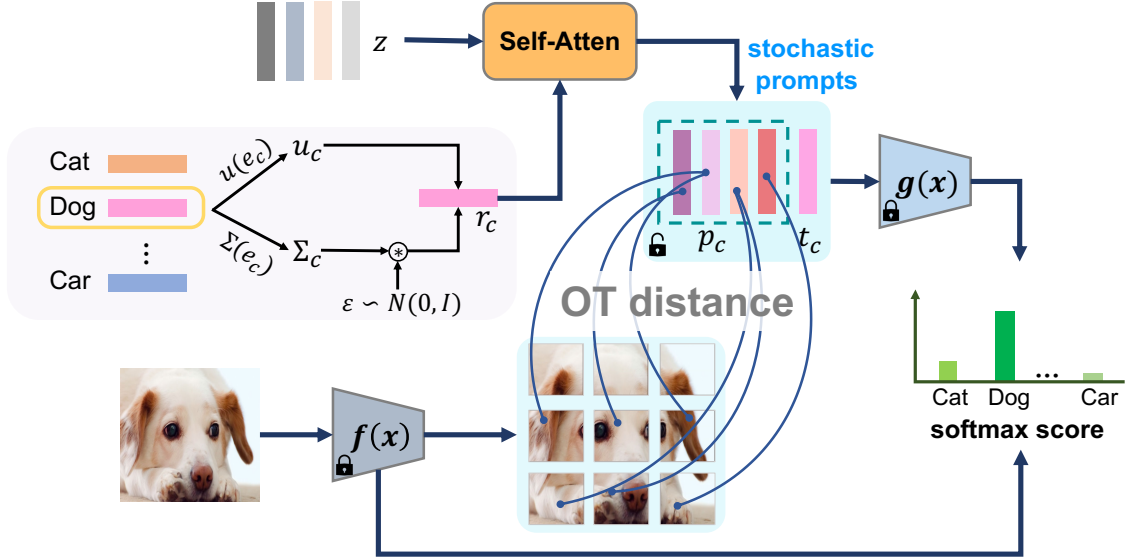 z
Self-Atten
stochastic
prompts
Cat
Dog
⋮
Car
u(e_c)
Σ(e_c)
u_c
Σ_c
*
ε ∽ N(0, I)
r_c
p_c
t_c
g(x)
OT distance
f(x)
Cat
Dog
...
Car
softmax score